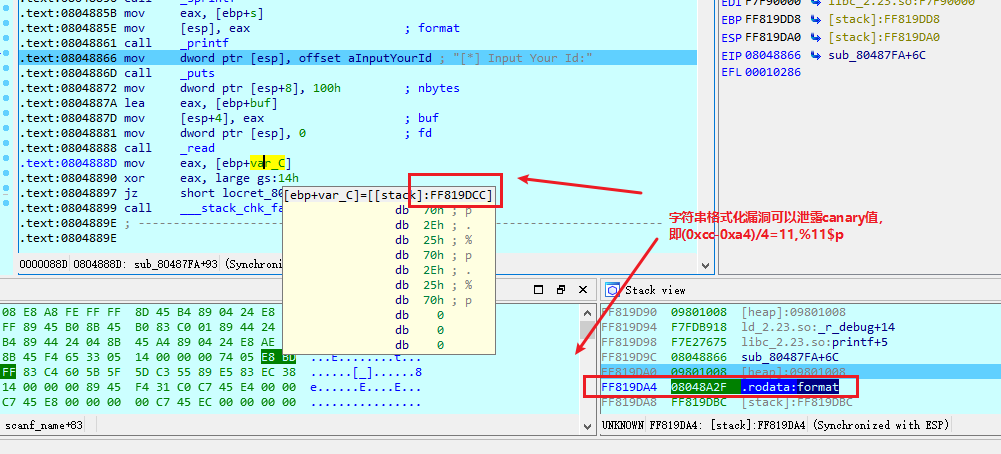 .text:0804885B mov eax, [ebp+s]
.text:0804885E mov [esp], eax ; format
.text:08048861 call _printf
.text:08048866 mov dword ptr [esp], offset aInputYourId ; "[*] Input Your Id:"
.text:0804886D call _puts
.text:08048872 mov dword ptr [esp+8], 100h ; nbytes
.text:0804887A lea eax, [ebp+buf]
.text:0804887D mov [esp+4], eax ; buf
.text:08048881 mov dword ptr [esp], 0 ; fd
.text:08048888 call _read
.text:0804888D mov eax, [ebp+var_C]
.text:08048890 xor eax, large gs:14h
.text:08048897 jz short locret_80
.text:08048899 call ___stack_chk_fa
.text:0804889E ;
.text:0804889E
0000088D 0804888D: sub_80487FA+93 (Synchronized
[ebp+var_C]=[[stack]:FF819DCC]
db 70h ; p
db 2Eh ; .
db 25h ; %
db 70h ; p
db 2Eh ; .
db 25h ; %
db 70h ; p
db 0
db 0
db 0
EDI F7F90000 libc_2.23.so:F7F90000
EBP FF819DD8 [stack]:FF819DD8
ESP FF819DA0 [stack]:FF819DA0
EIP 08048866 sub_80487FA+6C
EFL 00010286
字符串格式化漏洞可以泄露canary值，
即(0xcc-0xa4)/4=11,%11$p
08 E8 A8 FE FF FF 8D 45 B4 89 04 24 E8
FF 89 45 B0 8B 45 B0 83 C0 01 89 44 24
B4 89 44 24 04 8B 45 A4 89 04 24 E8 AE
8B 45 F4 65 33 05 14 00 00 00 74 05 E8 BD
FF 83 C4 60 5B 5F 5D C3 55 89 E5 83 EC 38 ......[_]......8
14 00 00 00 89 45 F4 31 C0 C7 45 E4 00 00
C7 45 E8 00 00 00 00 C7 45 EC 00 00 00 00
scanf_name+83
Stack view
FF819D90 09801008 [heap]:09801008
FF819D94 F7FDB918 ld_2.23.so:_r_debug+14
FF819D98 F7E27675 libc_2.23.so:printf+5
FF819D9C 08048866 sub_80487FA+6C
FF819DA0 09801008 [heap]:09801008
FF819DA4 08048A2F .rodata:format
FF819DA8 FF819DBC [stack]:FF819DBC
UNKNOWN FF819DA4: [stack]:FF819DA4 (Synchronized with ESP)